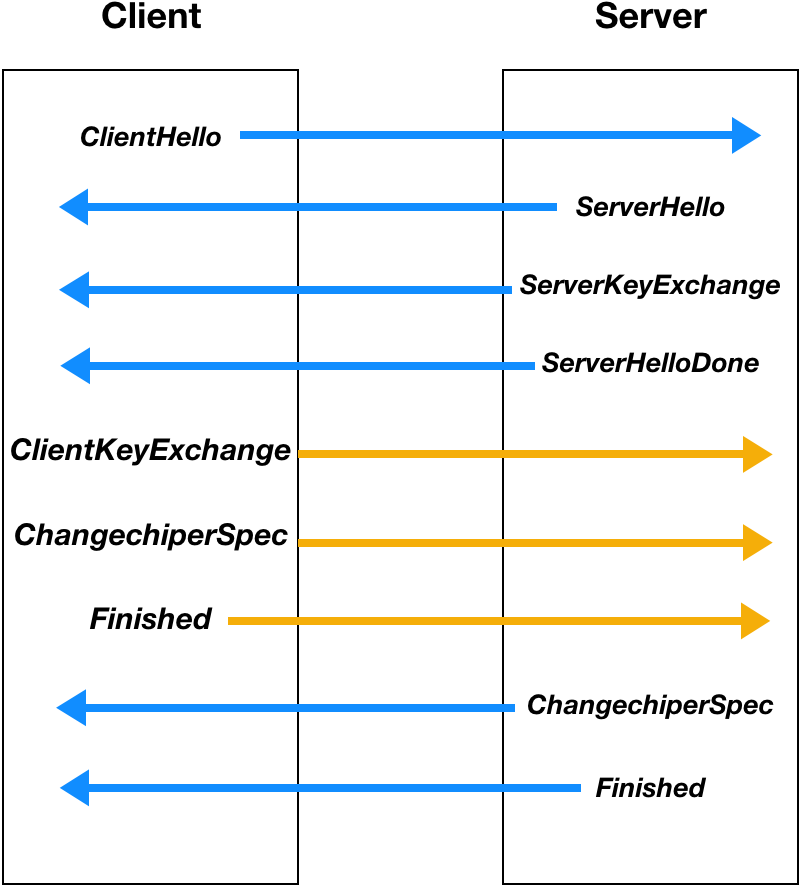 Client
Server
ClientHello
ServerHello
ServerKeyExchange
ServerHelloDone
ClientKeyExchange
ChangechiperSpec
Finished
ChangechiperSpec
Finished